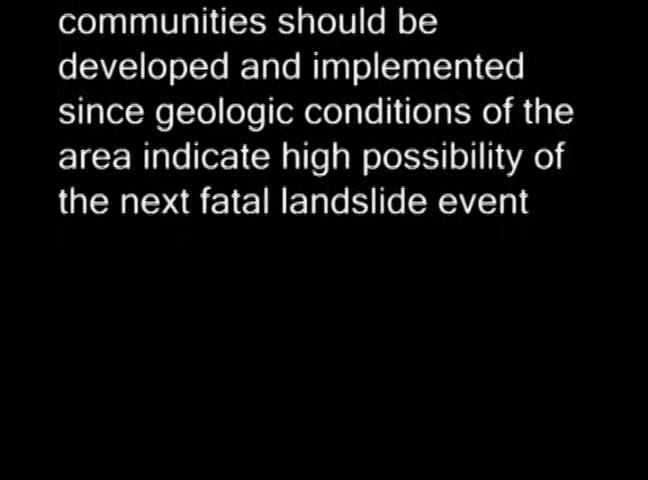 communities should be
developed and implemented
since geologic conditions of the
area indicate high possibility of
the next fatal landslide event